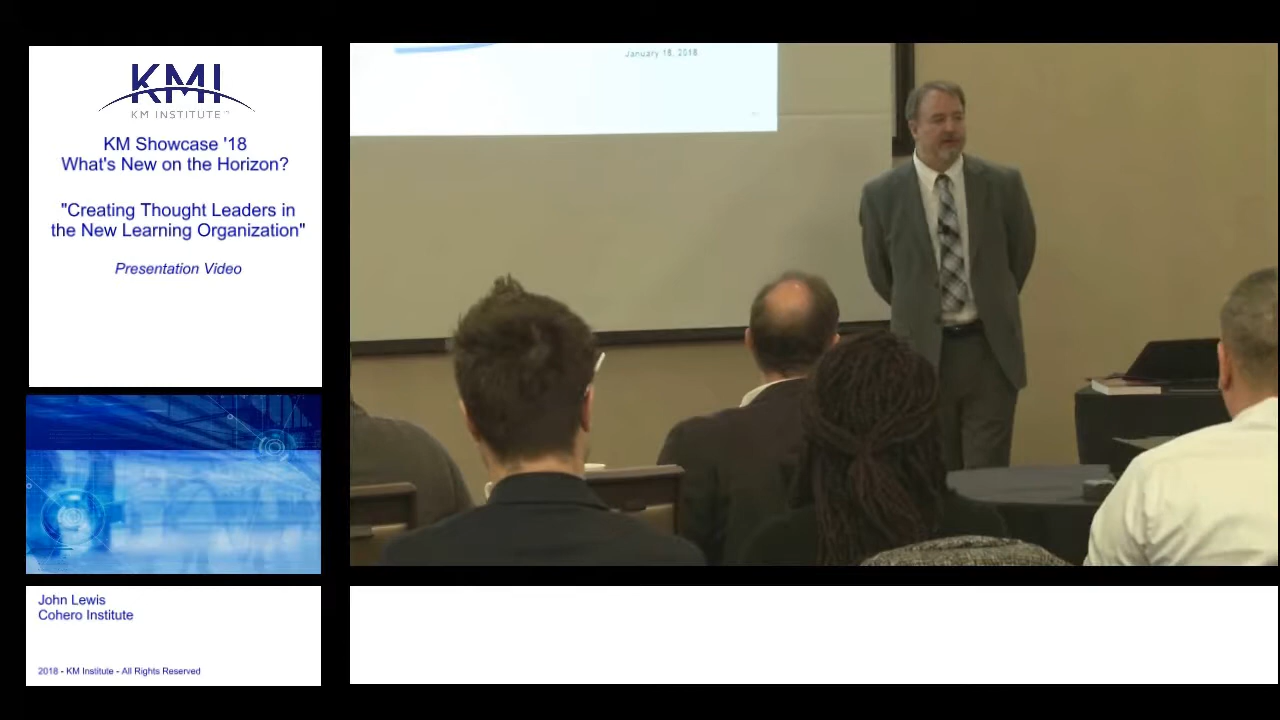 KMI
KM INSTITUTE™
KM Showcase '18
What's New on the Horizon?
"Creating Thought Leaders in
the New Learning Organization"
Presentation Video
John Lewis
Cohero Institute
2018 - KM Institute - All Rights Reserved
January 18, 2018